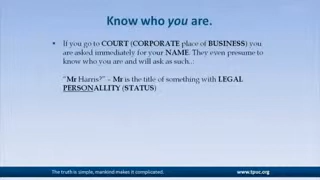 Know who you are.
• If you go to COURT (CORPORATE place of BUSINESS) you
are asked immediately for your NAME. They even presume to
know who you are and will ask as such..:
"Mr Harris?" - Mr is the title of something with LEGAL
PERSONALLITY (STATUS)
The truth is simple, mankind makes it complicated.
www.tpuc.org